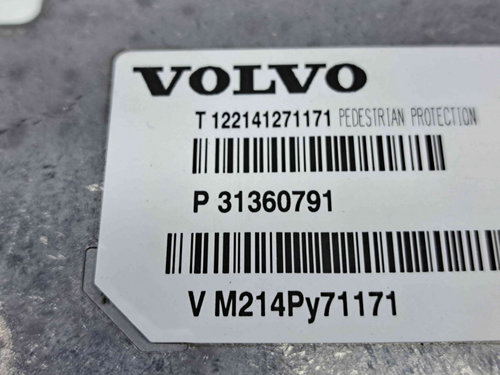 VOLVO
T 122141271171 PEDESTRIAN PROTECTION
P 31360791
V M214Py71171